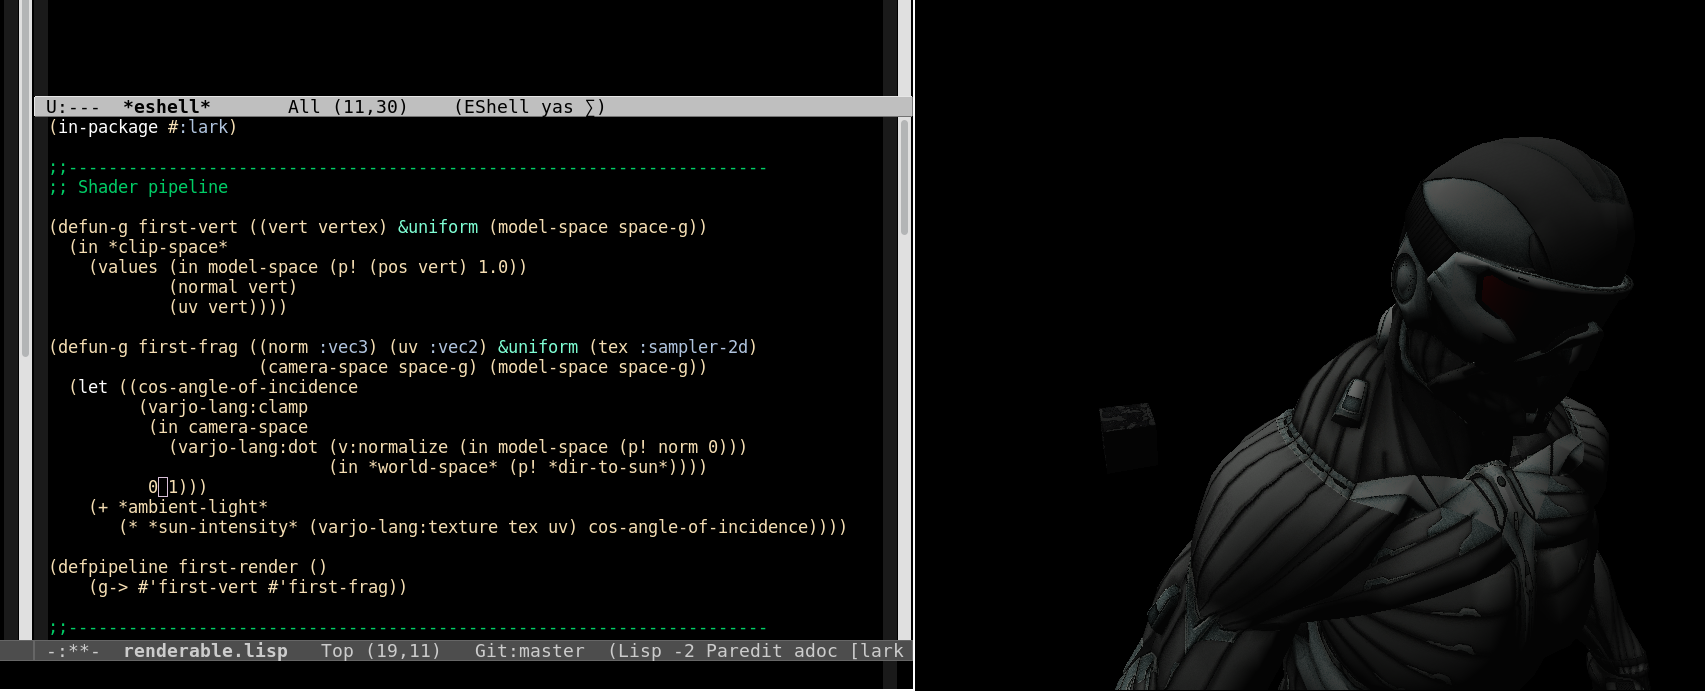 U:---  *eshell*       All (11,30)    (EShell yas ∑)
(in-package #:lark)
;;----------------------------------------------------------------------
;; Shader pipeline
(defun-g first-vert ((vert vertex) &uniform (model-space space-g))
  (in *clip-space*
    (values (in model-space (p! (pos vert) 1.0))
            (normal vert)
            (uv vert))))
(defun-g first-frag ((norm :vec3) (uv :vec2) &uniform (tex :sampler-2d)
                     (camera-space space-g) (model-space space-g))
  (let ((cos-angle-of-incidence
         (varjo-lang:clamp
          (in camera-space
            (varjo-lang:dot (v:normalize (in model-space (p! norm 0)))
                            (in *world-space* (p! *dir-to-sun*))))
          0 1)))
    (+ *ambient-light*
       (* *sun-intensity* (varjo-lang:texture tex uv) cos-angle-of-incidence))))
(defpipeline first-render ()
    (g-> #'first-vert #'first-frag))
;;----------------------------------------------------------------------
-:**-  renderable.lisp   Top (19,11)   Git:master  (Lisp -2 Paredit adoc [lark